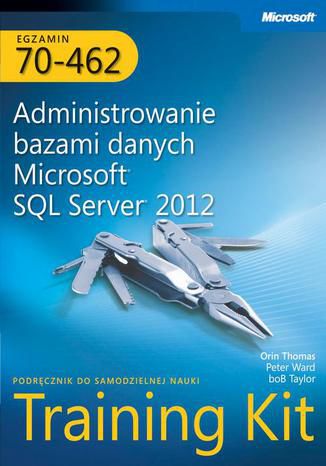 Microsoft®
EGZAMIN
70-462
Administrowanie
bazami danych
Microsoft®
SQL Server® 2012
Orin Thomas
Peter Ward
boB Taylor
PODRĘCZNIK DO SAMODZIELNEJ NAUKI
Training Kit